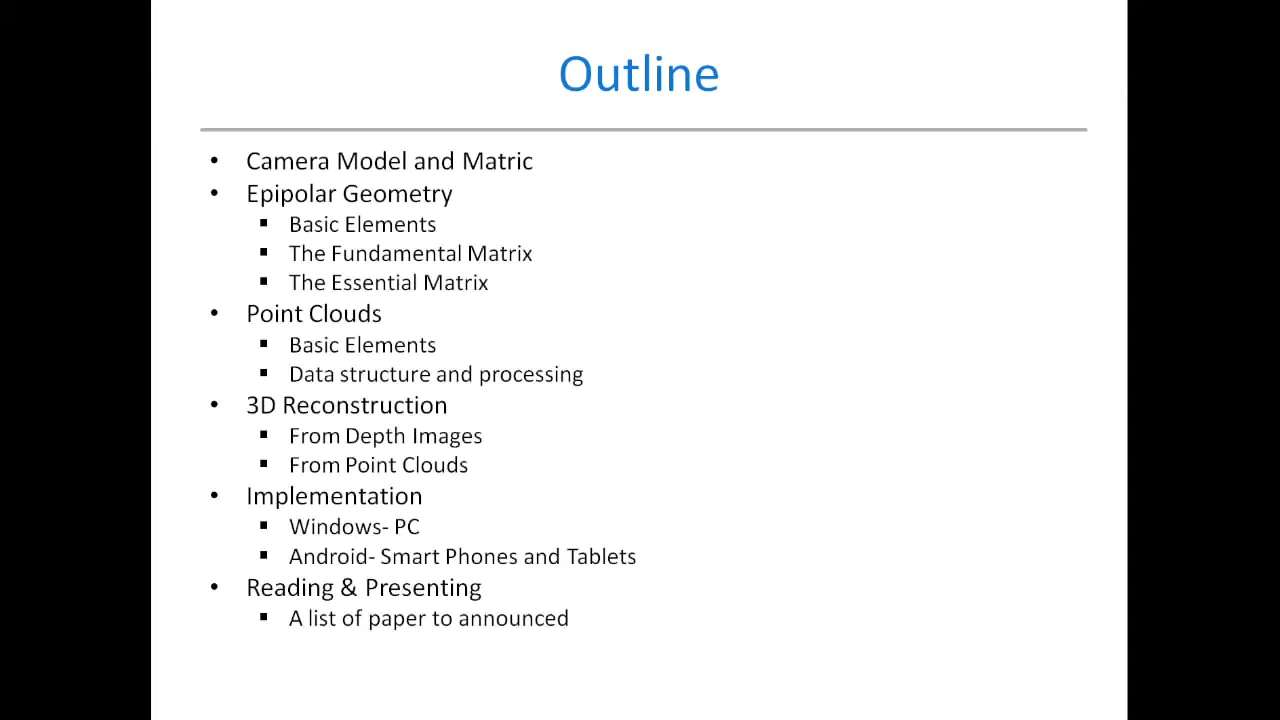 Outline
• Camera Model and Matric
• Epipolar Geometry
▪ Basic Elements
▪ The Fundamental Matrix
▪ The Essential Matrix
• Point Clouds
▪ Basic Elements
▪ Data structure and processing
• 3D Reconstruction
▪ From Depth Images
▪ From Point Clouds
• Implementation
▪ Windows- PC
▪ Android- Smart Phones and Tablets
• Reading & Presenting
▪ A list of paper to announced